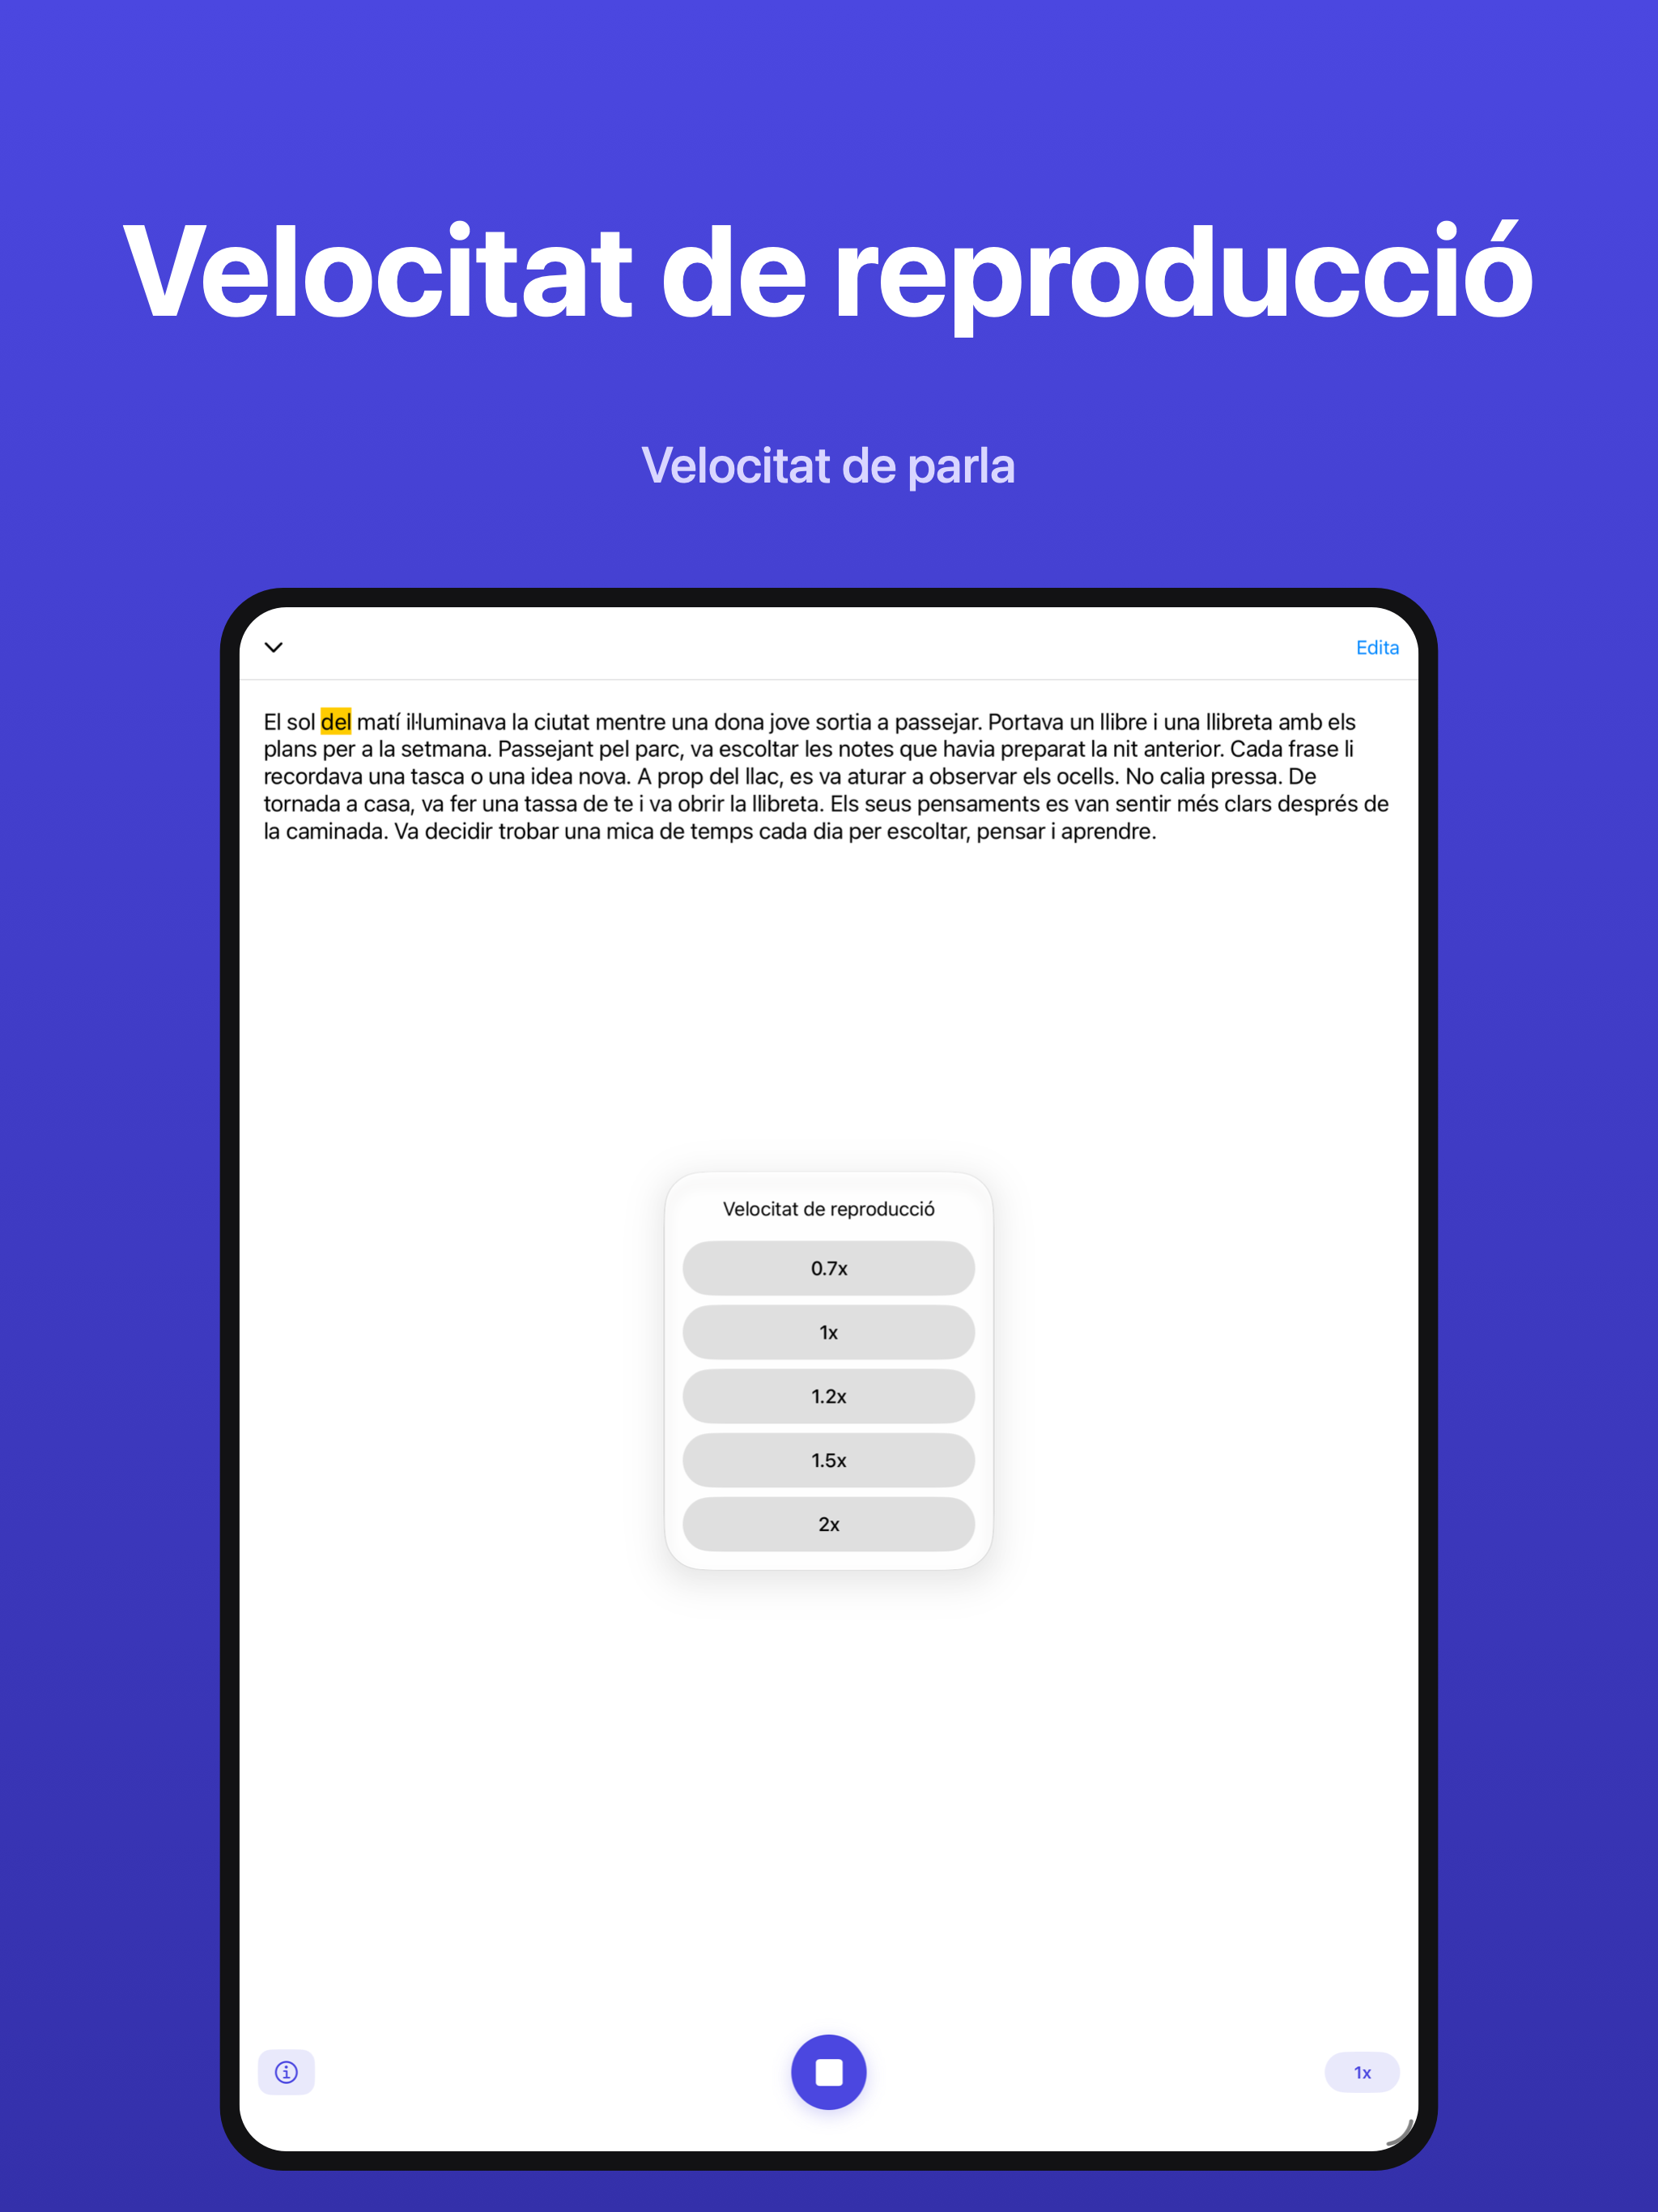 Velocitat de reproducció
Velocitat de parla
Edita
El sol del matí il·luminava la ciutat mentre una dona jove sortia a passejar. Portava un llibre i una llibreta amb els
plans per a la setmana. Passejant pel parc, va escoltar les notes que havia preparat la nit anterior. Cada frase li
recordava una tasca o una idea nova. A prop del llac, es va aturar a observar els ocells. No calia pressa. De
tornada a casa, va fer una tassa de te i va obrir la llibreta. Els seus pensaments es van sentir més clars després de
la caminada. Va decidir trobar una mica de temps cada dia per escoltar, pensar i aprendre.
Velocitat de reproducció
0.7x
1x
1.2x
1.5x
2x
1x